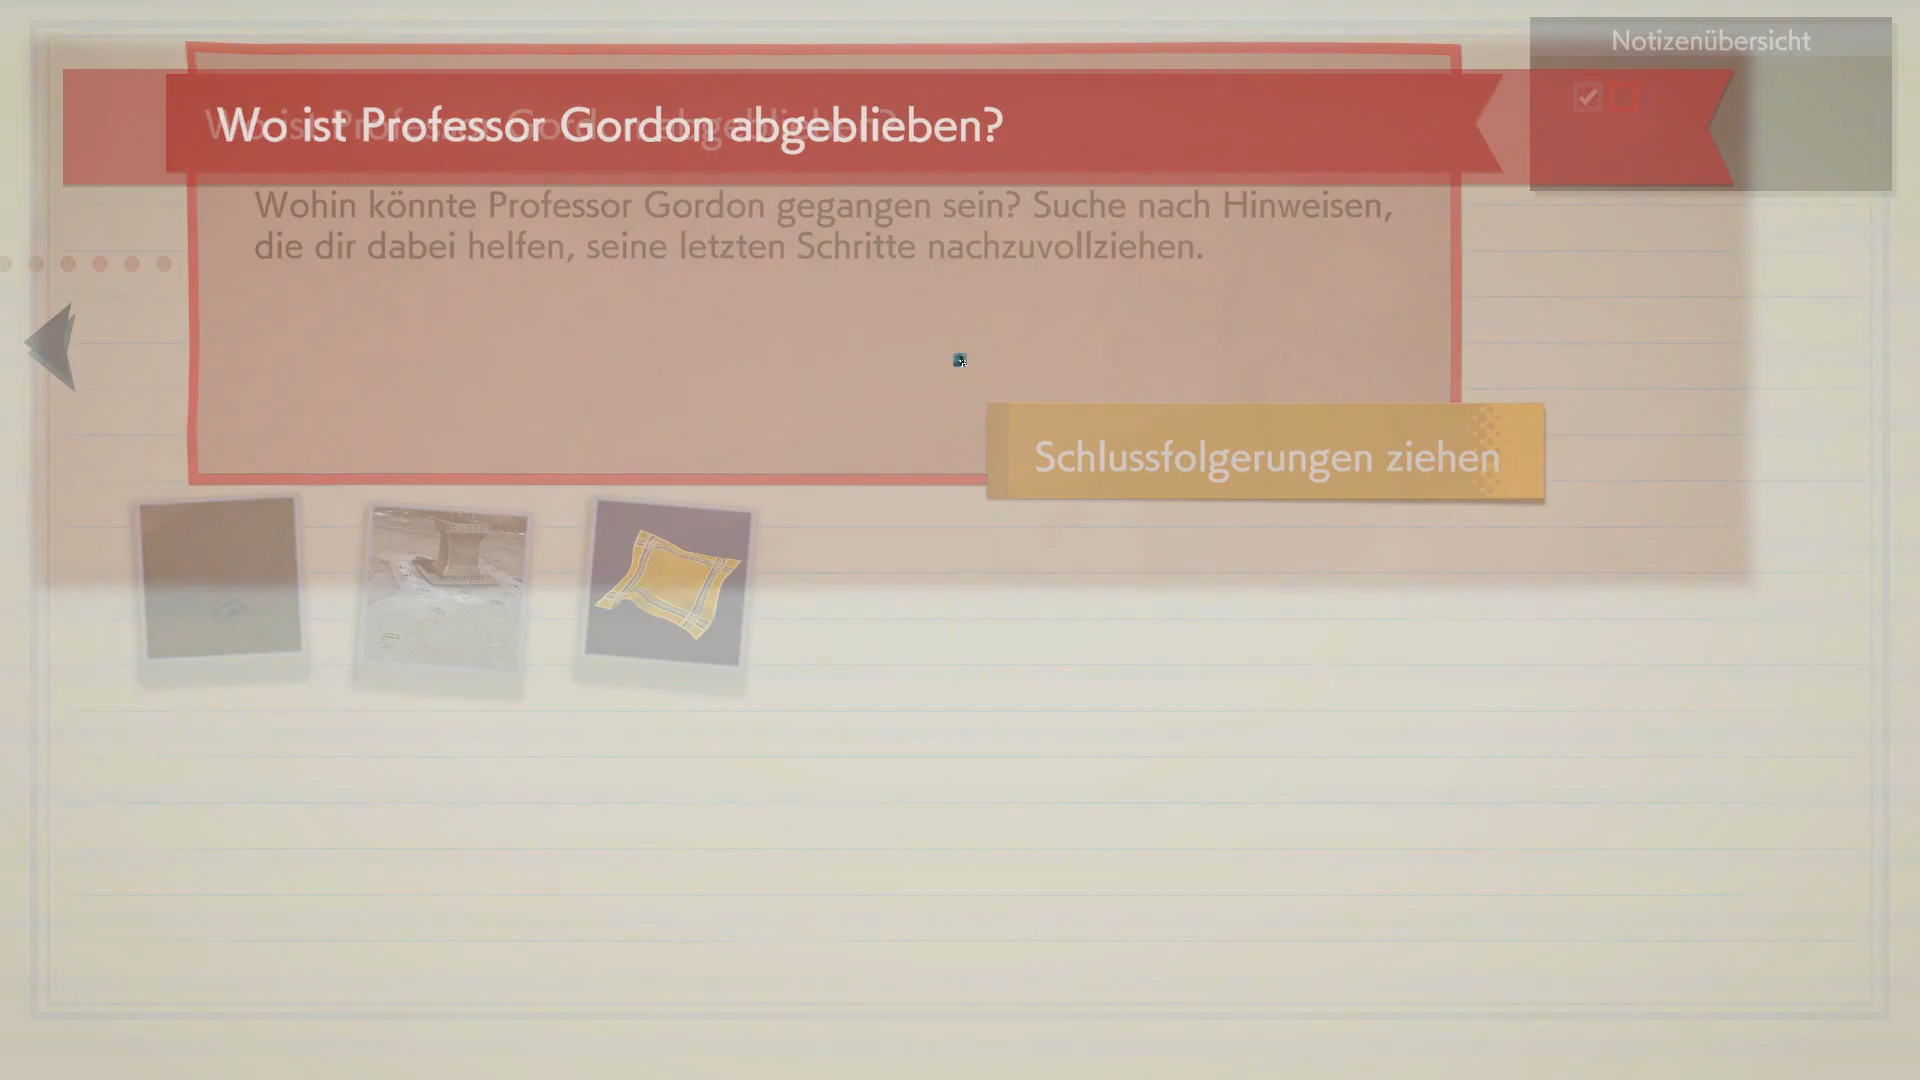 Notizenübersicht
Wo ist Professor Gordon abgeblieben?
Wohin könnte Professor Gordon gegangen sein? Suche nach Hinweisen,
die dir dabei helfen, seine letzten Schritte nachzuvollziehen.
Schlussfolgerungen ziehen